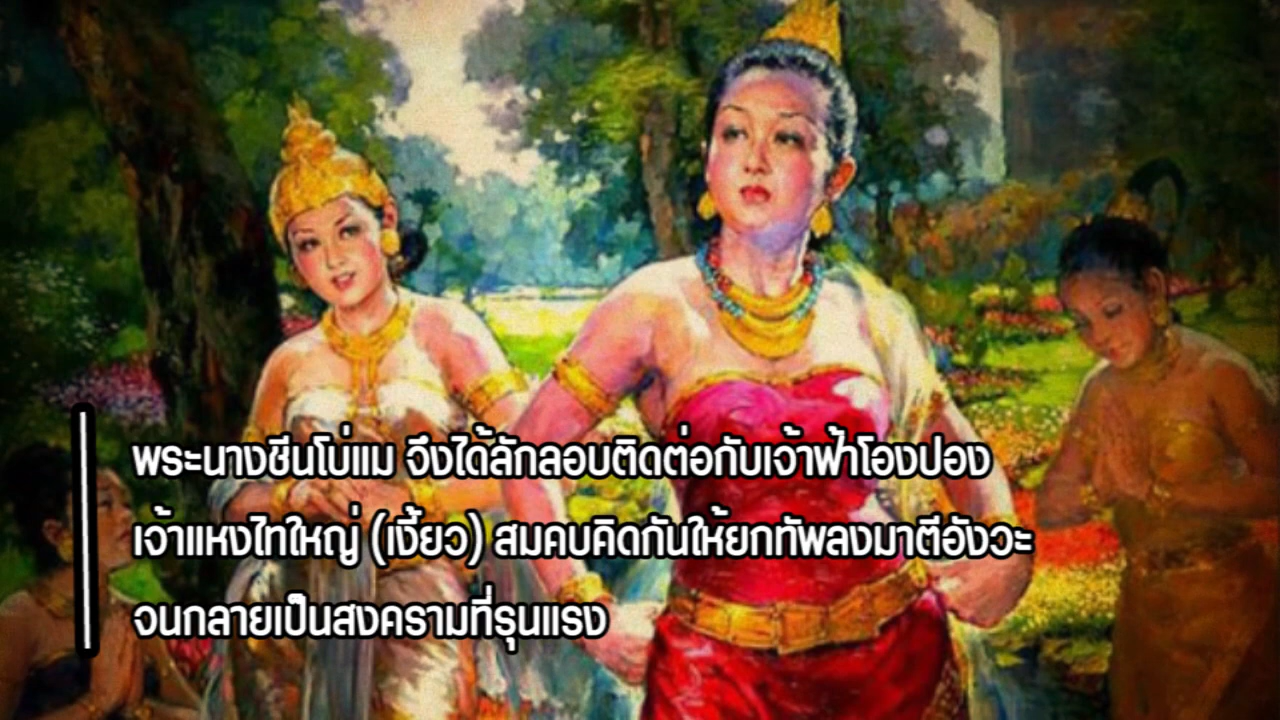 พระนางชีนโบ่แม จึงได้ลักลอบติดต่อกับเจ้าฟ้าโองปอง
เจ้าแหงไทใหญ่ (เงี้ยว) สมคบคิดกันให้ยกทัพลงมาตีอังวะ
จนกลายเป็นสงครามที่รุนแรง